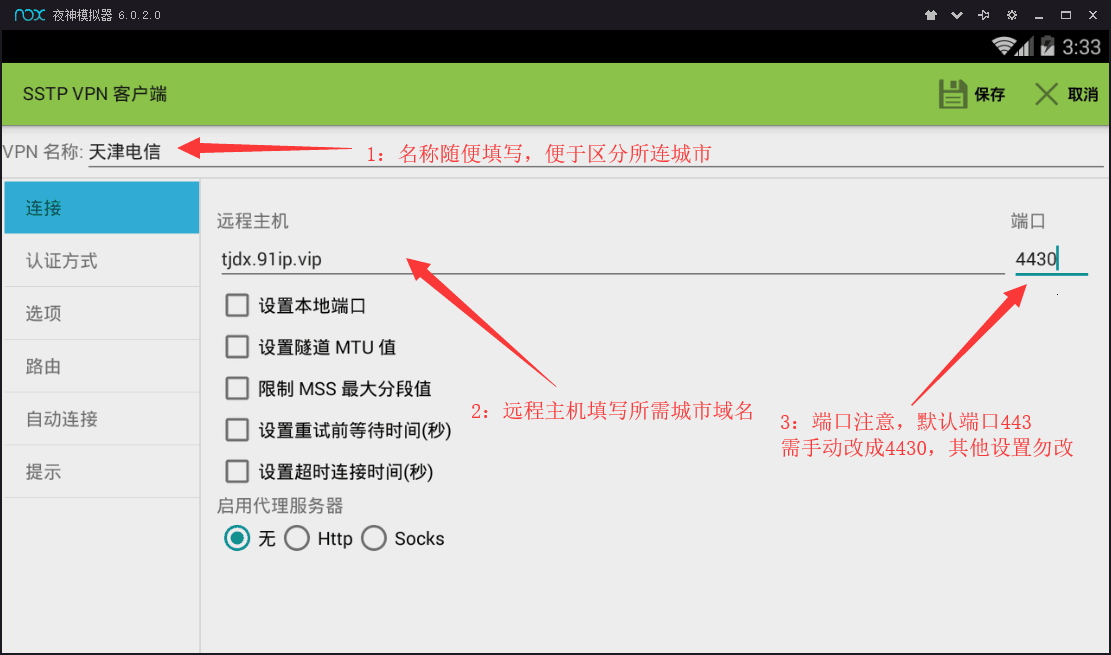 nox 夜神模拟器 6.0.2.0
3:33
SSTP VPN 客户端
保存
取消
VPN 名称: 天津电信
1：名称随便填写，便于区分所连城市
连接
认证方式
选项
路由
自动连接
提示
远程主机
端口
tjdx.91ip.vip
4430
设置本地端口
设置隧道 MTU 值
限制 MSS 最大分段值
设置重试前等待时间(秒)
设置超时连接时间(秒)
2：远程主机填写所需城市域名
3：端口注意，默认端口443
需手动改成4430，其他设置勿改
启用代理服务器
无
Http
Socks